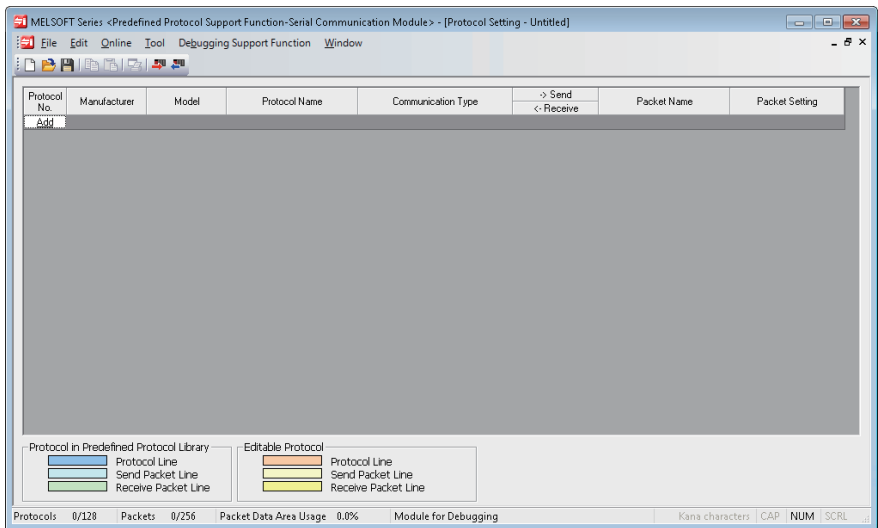 MELSOFT Series <Predefined Protocol Support Function-Serial Communication Module> - [Protocol Setting - Untitled]
File Edit Online Tool Debugging Support Function Window
Protocol No. Manufacturer Model Protocol Name Communication Type -> Send <- Receive Packet Name Packet Setting
Add
Protocol in Predefined Protocol Library Editable Protocol
Protocol Line Protocol Line
Send Packet Line Send Packet Line
Receive Packet Line Receive Packet Line
Protocols 0/128 Packets 0/256 Packet Data Area Usage 0.0% Module for Debugging Kana characters CAP NUM SCRL